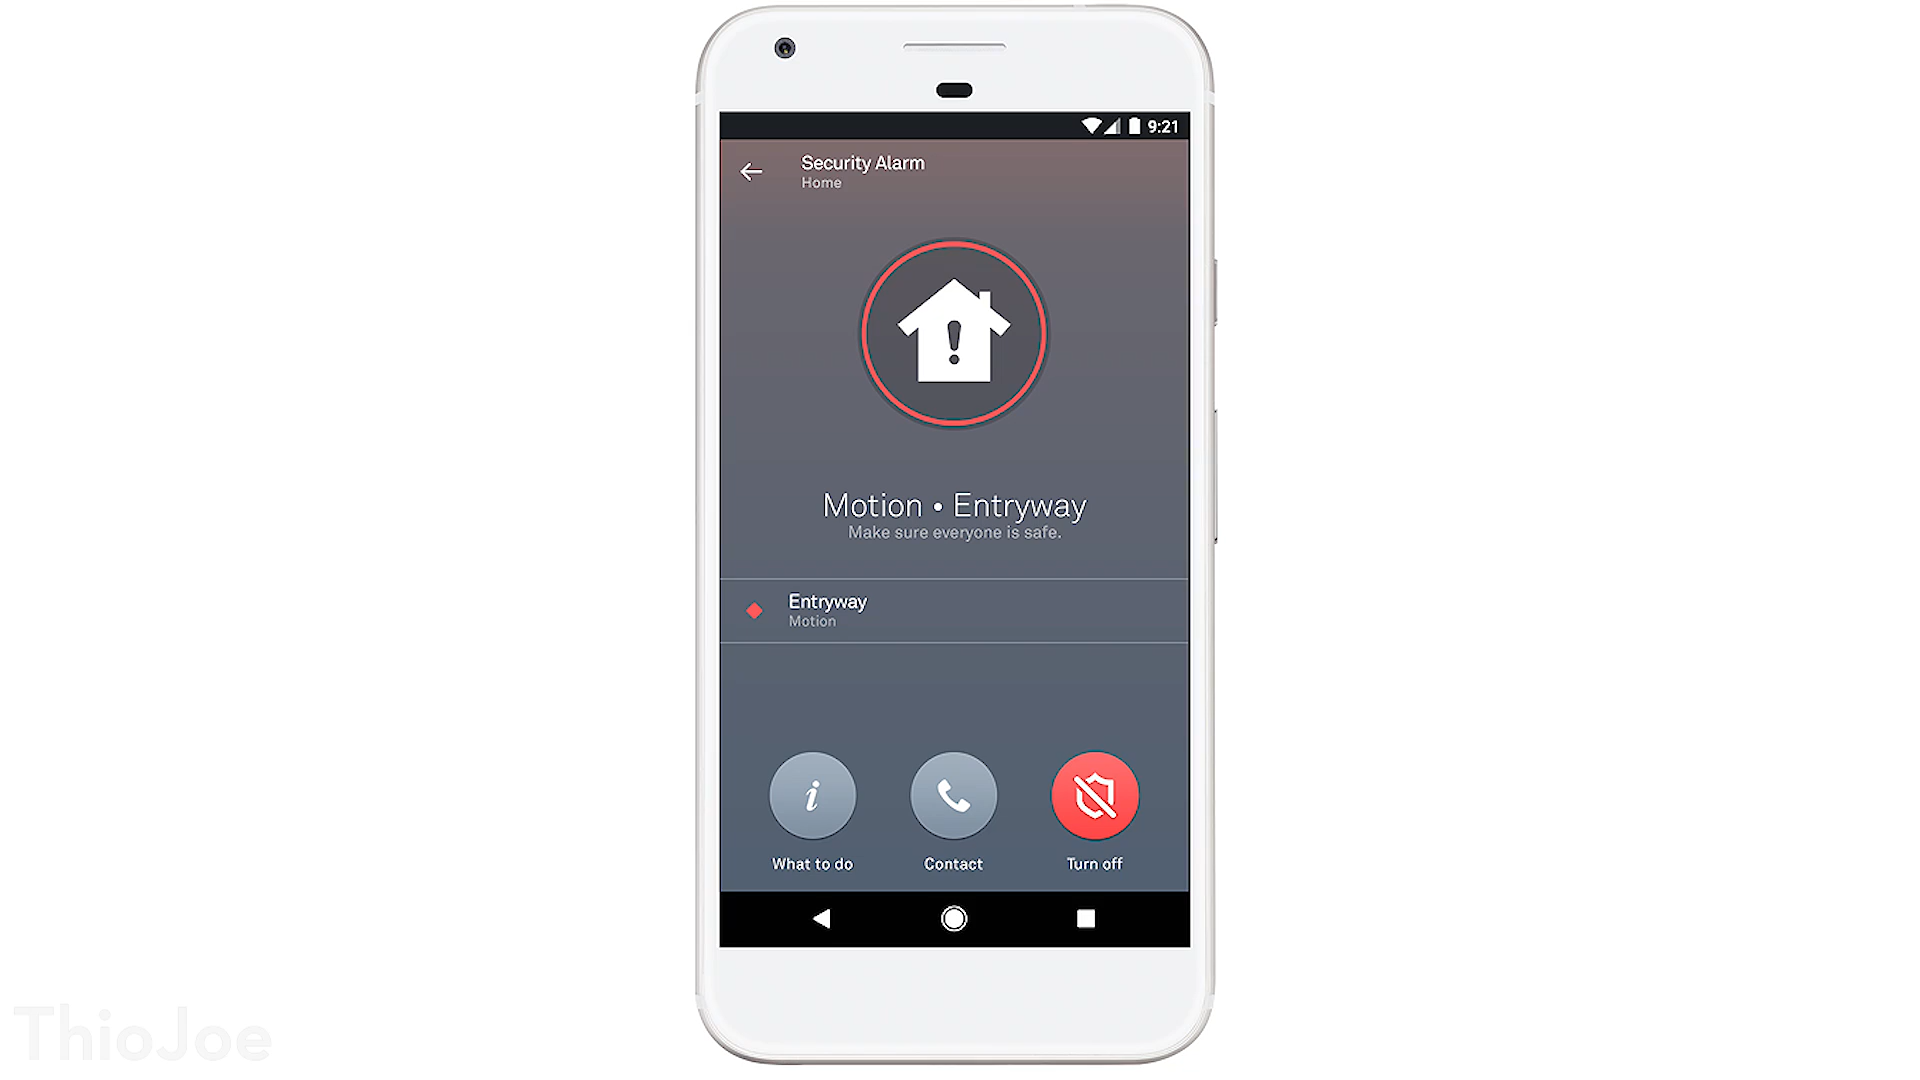 9:21
Security Alarm
Home
Motion • Entryway
Make sure everyone is safe.
Entryway
Motion
What to do
Contact
Turn off
ThioJoe